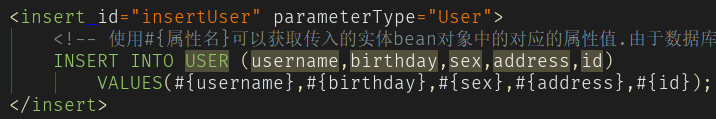 <insert id="insertUser" parameterType="User">
<!-- 使用#{属性名}可以获取传入的实体bean对象中的对应的属性值.由于数据库
INSERT INTO USER (username,birthday,sex,address,id)
VALUES(#{username},#{birthday},#{sex},#{address},#{id});
</insert>